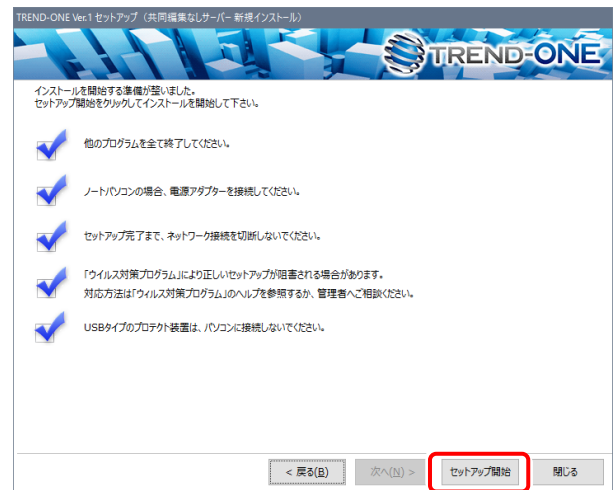 TREND-ONE Ver.1 セットアップ（共同編集なしサーバー 新規インストール）
TREND-ONE
インストールを開始する準備が整いました。
セットアップ開始をクリックしてインストールを開始して下さい。
他のプログラムを全て終了してください。
ノートパソコンの場合、電源アダプターを接続してください。
セットアップ完了まで、ネットワーク接続を切断しないでください。
「ウイルス対策プログラム」により正しいセットアップが阻害される場合があります。
対応方法は「ウィルス対策プログラム」のヘルプを参照するか、管理者へご相談ください。
USBタイプのプロテクト装置は、パソコンに接続しないでください。
< 戻る(B) 次へ(N) > セットアップ開始 閉じる